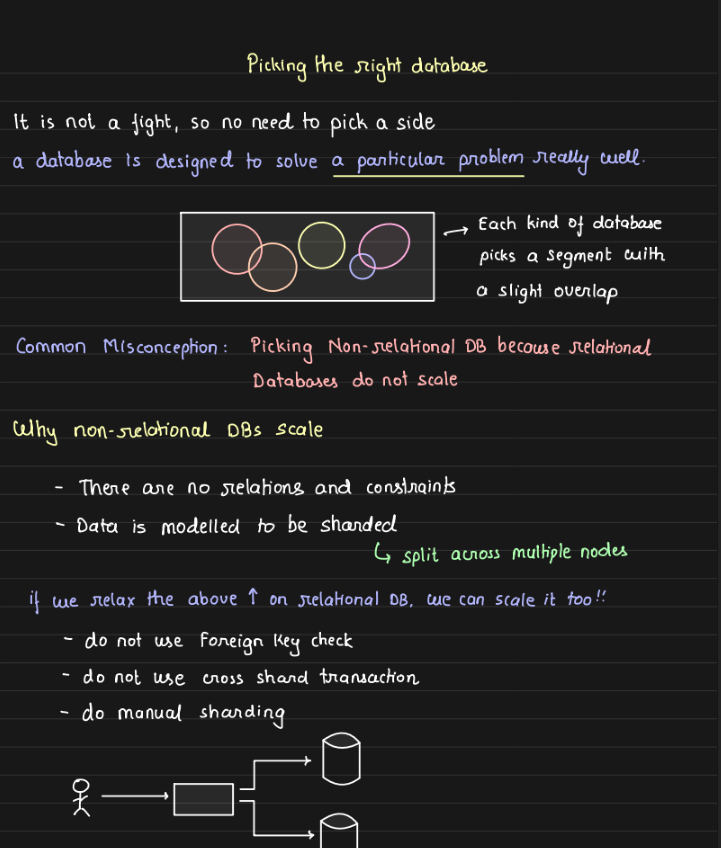 Picking the right database
It is not a fight, so no need to pick a side
a database is designed to solve a particular problem really well.
Each kind of database
picks a segment with
a slight overlap
Common Misconception: Picking Non-relational DB because relational
Databases do not scale
Why non-relational DBs scale
- There are no relations and constraints
- Data is modelled to be sharded
↳ split across multiple nodes
if we relax the above ↑ on relational DB, we can scale it too!!
- do not use Foreign Key check
- do not use cross shard transaction
- do manual sharding